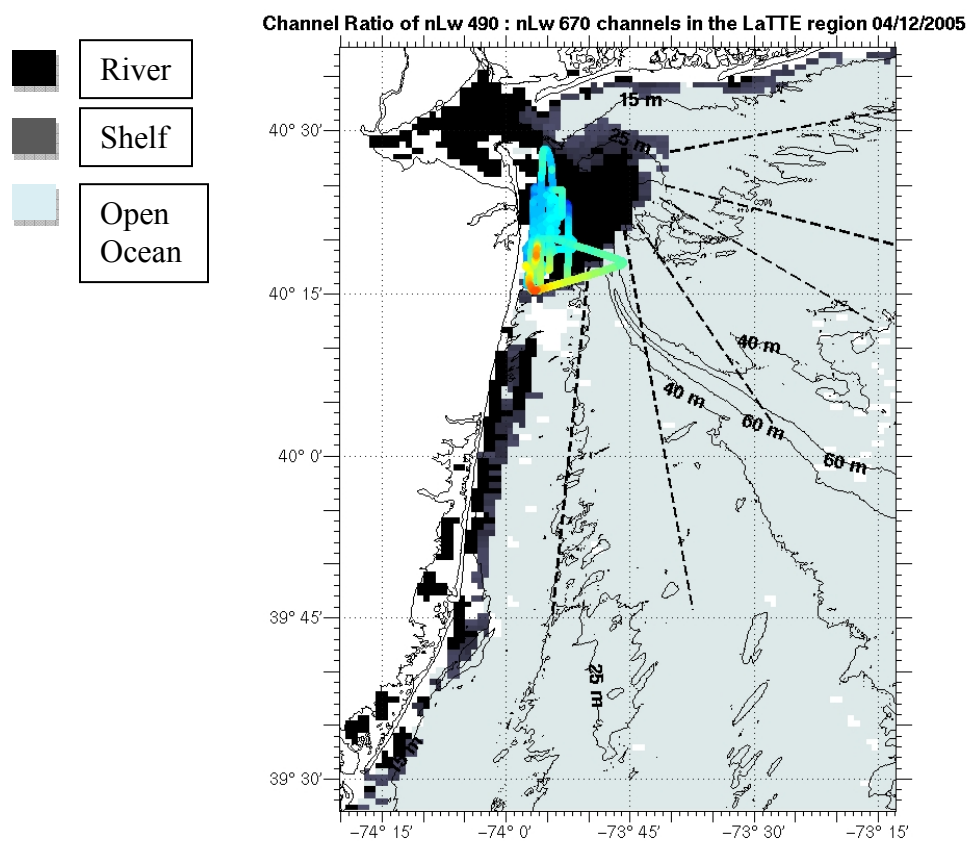 Channel Ratio of nLw 490 : nLw 670 channels in the LaTTE region 04/12/2005
River
Shelf
Open
Ocean
15 m
40° 30'
25 m
40° 15'
40 m
40 m
60 m
60 m
40° 0'
39° 45'
25 m
15 m
39° 30'
−74° 15'
−74° 0'
−73° 45'
−73° 30'
−73° 15'